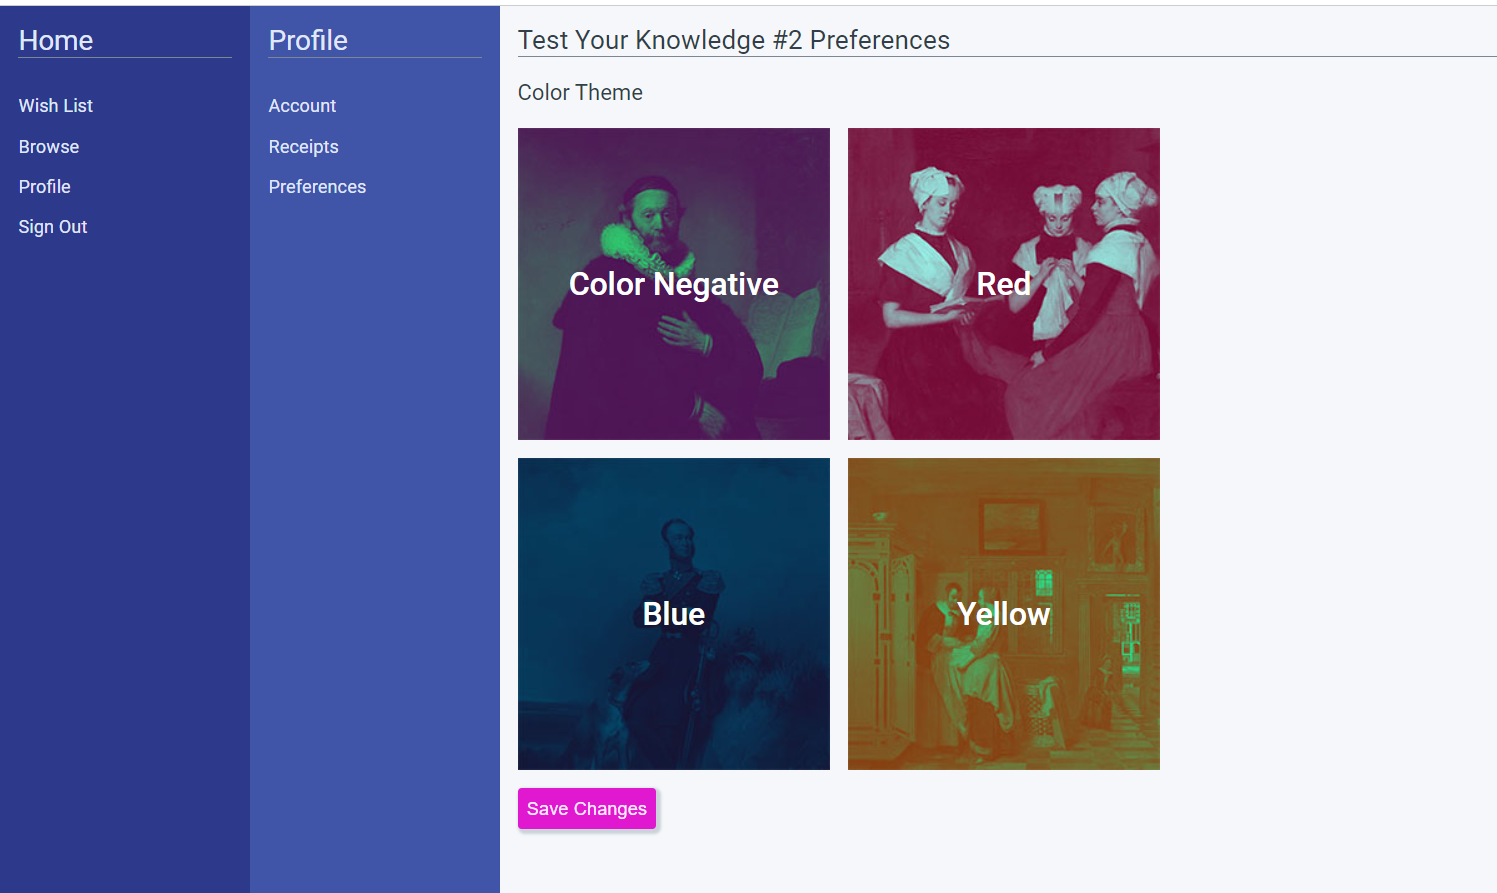 Home
Wish List
Browse
Profile
Sign Out
Profile
Account
Receipts
Preferences
Test Your Knowledge #2 Preferences
Color Theme
Color Negative
Red
Blue
Yellow
Save Changes